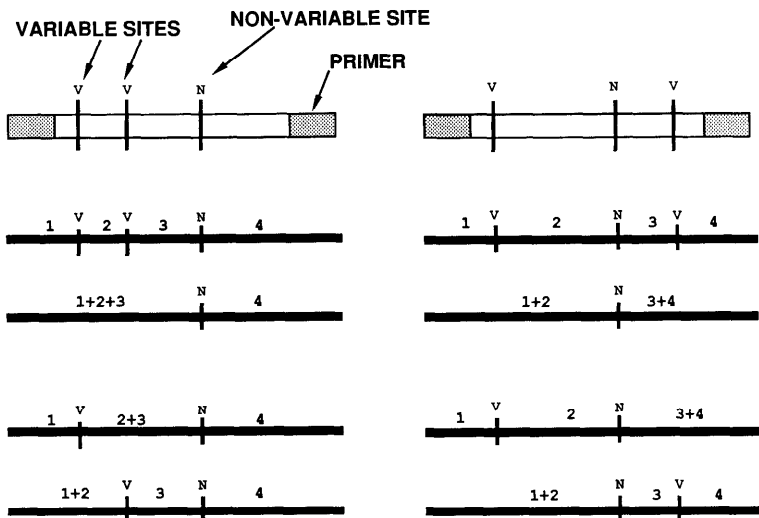 VARIABLE SITES
NON-VARIABLE SITE
PRIMER
V V N
V N V
1 V 2 V 3 N 4
1 V 2 N 3 V 4
1+2+3 N 4
1+2 N 3+4
1 V 2+3 N 4
1 V 2 N 3+4
1+2 V 3 N 4
1+2 N 3 V 4